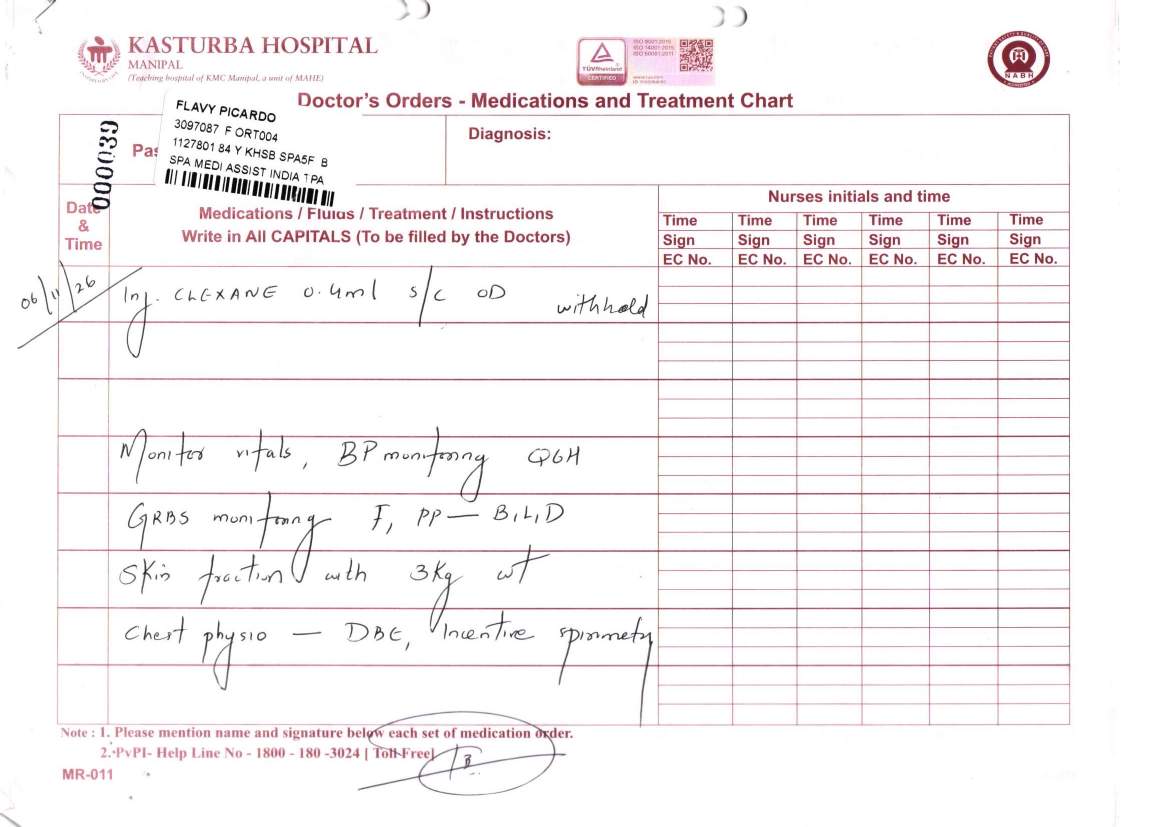 KASTURBA HOSPITAL
MANIPAL
(Teaching hospital of KMC Manipal, a unit of MAHE)
TÜVRheinland
CERTIFIED
ISO 9001:2015
NABH
Doctor's Orders - Medications and Treatment Chart
000039
FLAVY PICARDO
3097087 F ORT004
1127801 84 Y KHSB SPA5F B
SPA MEDI ASSIST INDIA TPA
Diagnosis:
Date & Time
Medications / Fluids / Treatment / Instructions
Write in All CAPITALS (To be filled by the Doctors)
Nurses initials and time
Time Time Time Time Time Time
Sign Sign Sign Sign Sign Sign
EC No. EC No. EC No. EC No. EC No. EC No.
06/11/26 Inj. CLEXANE 0.4ml s/c OD withhold
Monitor vitals, BP monitoring Q6H
GRBS monitoring F, PP — B, L, D
Skin traction with 3Kg wt
Chest physio — DBE, Incentive spirometry
Note : 1. Please mention name and signature below each set of medication order.
2. PvPI- Help Line No - 1800 - 180 -3024 | Toll Free|
MR-011